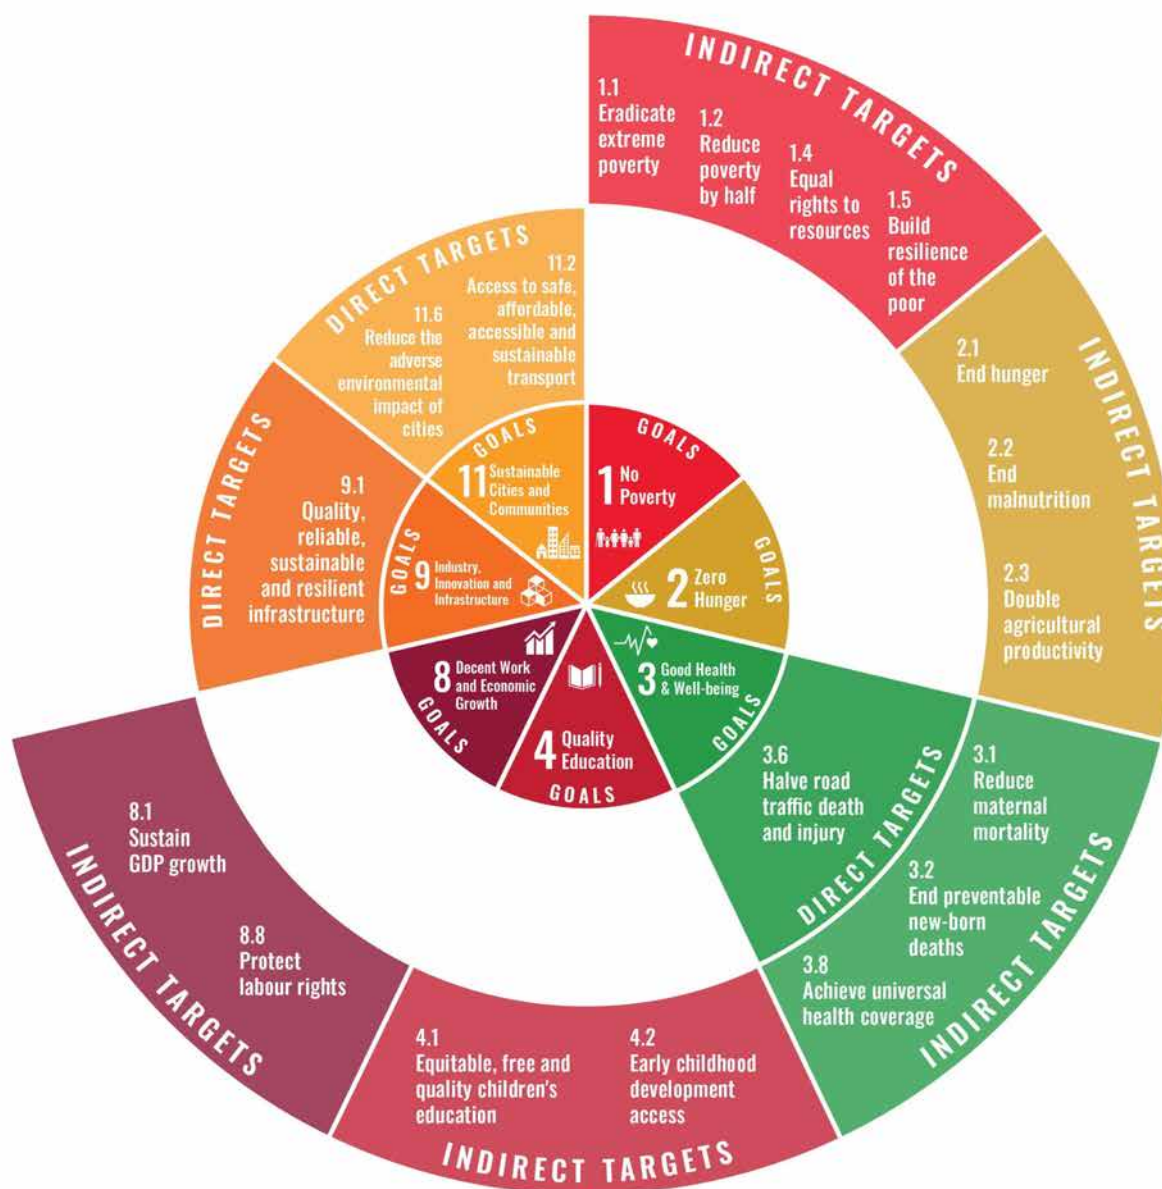 INDIRECT TARGETS
1.1
Eradicate
extreme
poverty
1.2
Reduce
poverty
by half
1.4
Equal
rights to
resources
1.5
Build
resilience
of the
poor
INDIRECT TARGETS
2.1
End hunger
2.2
End
malnutrition
2.3
Double
agricultural
productivity
DIRECT TARGETS
11.2
Access to safe,
affordable,
accessible and
sustainable
transport
11.6
Reduce the
adverse
environmental
impact of
cities
DIRECT TARGETS
9.1
Quality,
reliable,
sustainable
and resilient
infrastructure
GOALS
11 Sustainable
Cities and
Communities
GOALS
1 No
Poverty
GOALS
2 Zero
Hunger
GOALS
9 Industry,
Innovation and
Infrastructure
GOALS
8 Decent Work
and Economic
Growth
GOALS
4 Quality
Education
GOALS
3 Good Health
& Well-being
DIRECT TARGETS
3.6
Halve road
traffic death
and injury
INDIRECT TARGETS
3.1
Reduce
maternal
mortality
3.2
End preventable
new-born
deaths
3.8
Achieve universal
health coverage
INDIRECT TARGETS
8.1
Sustain
GDP growth
8.8
Protect
labour rights
4.1
Equitable, free and
quality children's
education
4.2
Early childhood
development
access
INDIRECT TARGETS